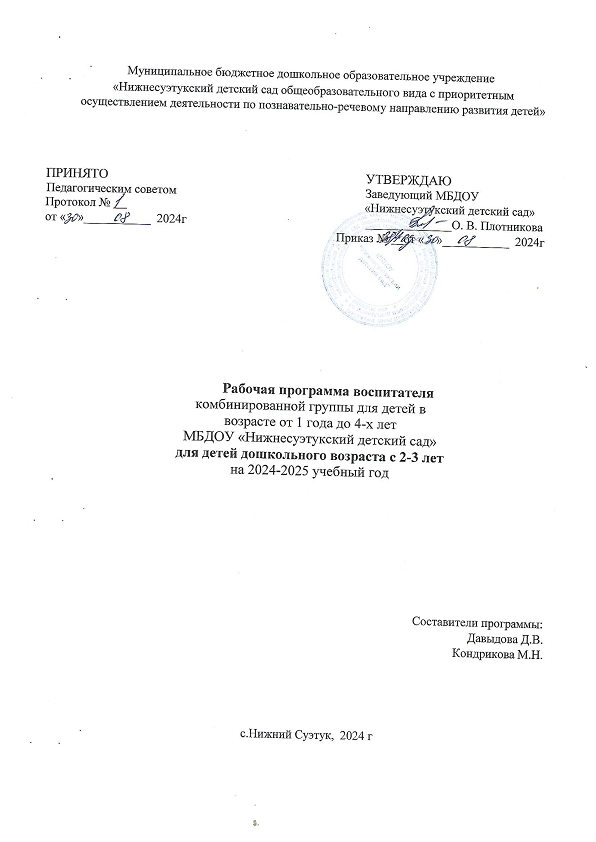 Муниципальное бюджетное дошкольное образовательное учреждение
«Нижнесуэтукский детский сад общеобразовательного вида с приоритетным
осуществлением деятельности по познавательно-речевому направлению развития детей»
ПРИНЯТО
Педагогическим советом
Протокол № 1
от «30» 08 2024г
УТВЕРЖДАЮ
Заведующий МБДОУ
«Нижнесуэтукский детский сад»
О. В. Плотникова
Приказ № «30» 08 2024г
Рабочая программа воспитателя
комбинированной группы для детей в
возрасте от 1 года до 4-х лет
МБДОУ «Нижнесуэтукский детский сад»
для детей дошкольного возраста с 2-3 лет
на 2024-2025 учебный год
Составители программы:
Давыдова Д.В.
Кондрикова М.Н.
с.Нижний Суэтук, 2024 г